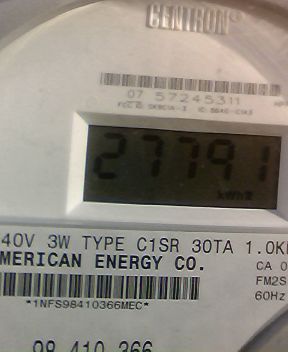 CENTRON®
07 57245311
27791
kWh
40V 3W TYPE C1SR 30TA 1.0K
MERICAN ENERGY CO.
CA 0
FM2S
60Hz
*1NFS98410366MEC*
98 410 366